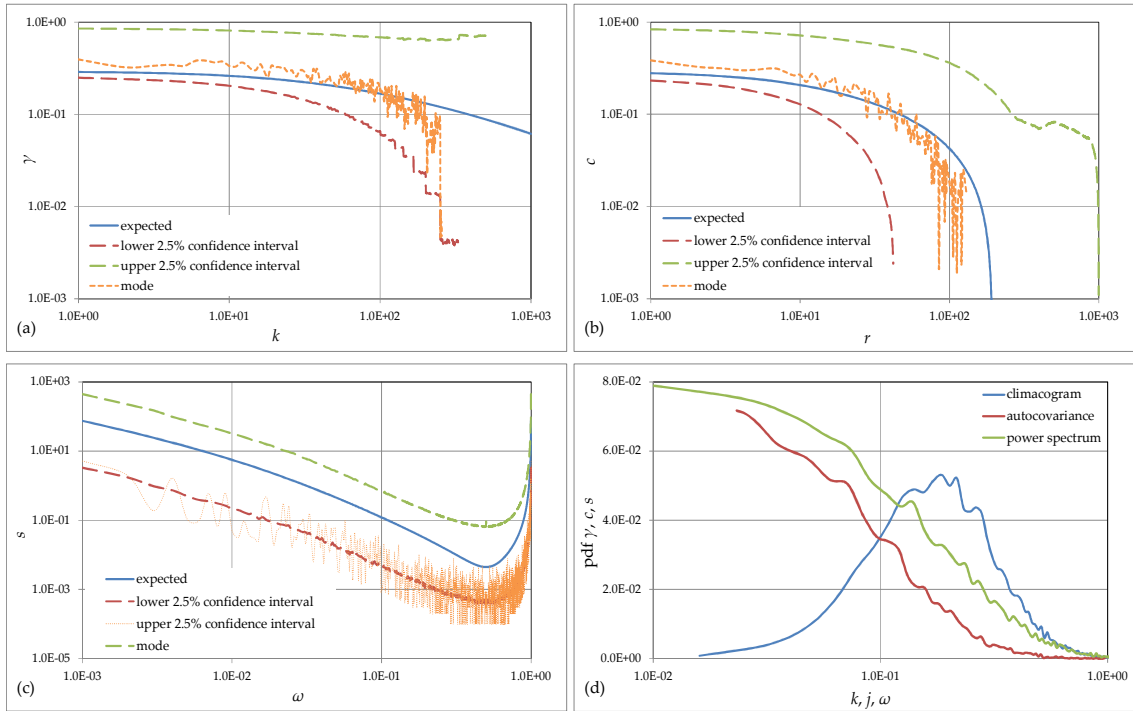 1.0E+00
1.0E-01
1.0E-02
1.0E-03
γ
expected
lower 2.5% confidence interval
upper 2.5% confidence interval
mode
(a)
1.0E+00 1.0E+01 1.0E+02 1.0E+03
k
1.0E+00
1.0E-01
1.0E-02
1.0E-03
c
expected
lower 2.5% confidence interval
upper 2.5% confidence interval
mode
(b)
1.0E+00 1.0E+01 1.0E+02 1.0E+03
r
1.0E+03
1.0E+01
1.0E-01
1.0E-03
1.0E-05
s
expected
lower 2.5% confidence interval
upper 2.5% confidence interval
mode
(c)
1.0E-03 1.0E-02 1.0E-01 1.0E+00
ω
8.0E-02
6.0E-02
4.0E-02
2.0E-02
0.0E+00
pdf γ, c, s
climacogram
autocovariance
power spectrum
(d)
1.0E-02 1.0E-01 1.0E+00
k, j, ω